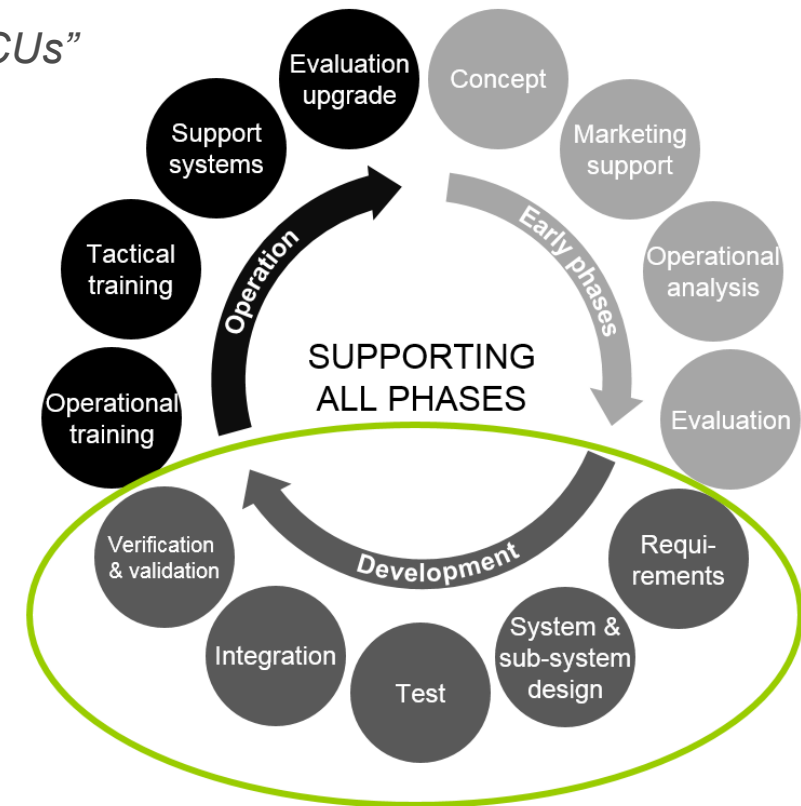 CUs”
Evaluation
upgrade
Concept
Support
systems
Marketing
support
Tactical
training
Operational
analysis
Operation
Early phases
SUPPORTING
ALL PHASES
Operational
training
Evaluation
Verification
& validation
Development
Requi-
rements
Integration
Test
System &
sub-system
design